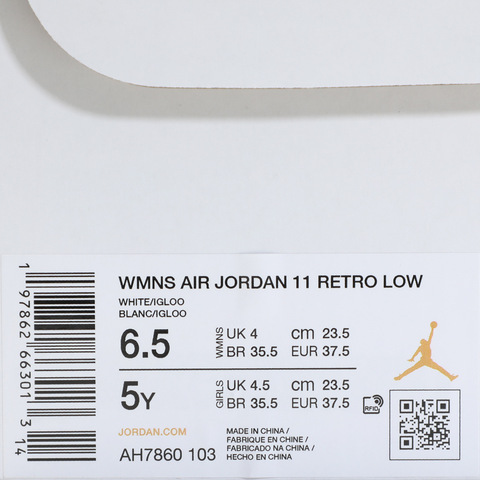 WMNS AIR JORDAN 11 RETRO LOW
WHITE/IGLOO
BLANC/IGLOO
6.5 WMNS UK 4 cm 23.5
BR 35.5 EUR 37.5
5Y GIRLS UK 4.5 cm 23.5
BR 35.5 EUR 37.5
RFID
JORDAN.COM
AH7860 103
MADE IN CHINA /
FABRIQUE EN CHINE /
FABRICADO NA CHINA /
HECHO EN CHINA
1 97862 66301 3 14